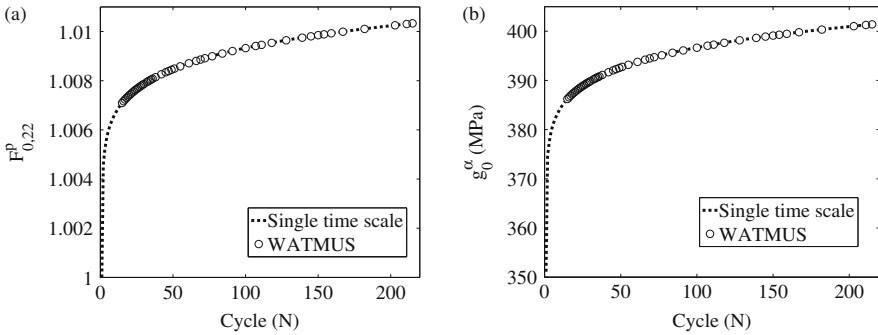 (a)
1.01
1.008
1.006
1.004
1.002
1
F^p_{0,22}
0
50
100
150
200
Cycle (N)
Single time scale
WATMUS
(b)
400
390
380
370
360
350
g^α_0 (MPa)
0
50
100
150
200
Cycle (N)
Single time scale
WATMUS